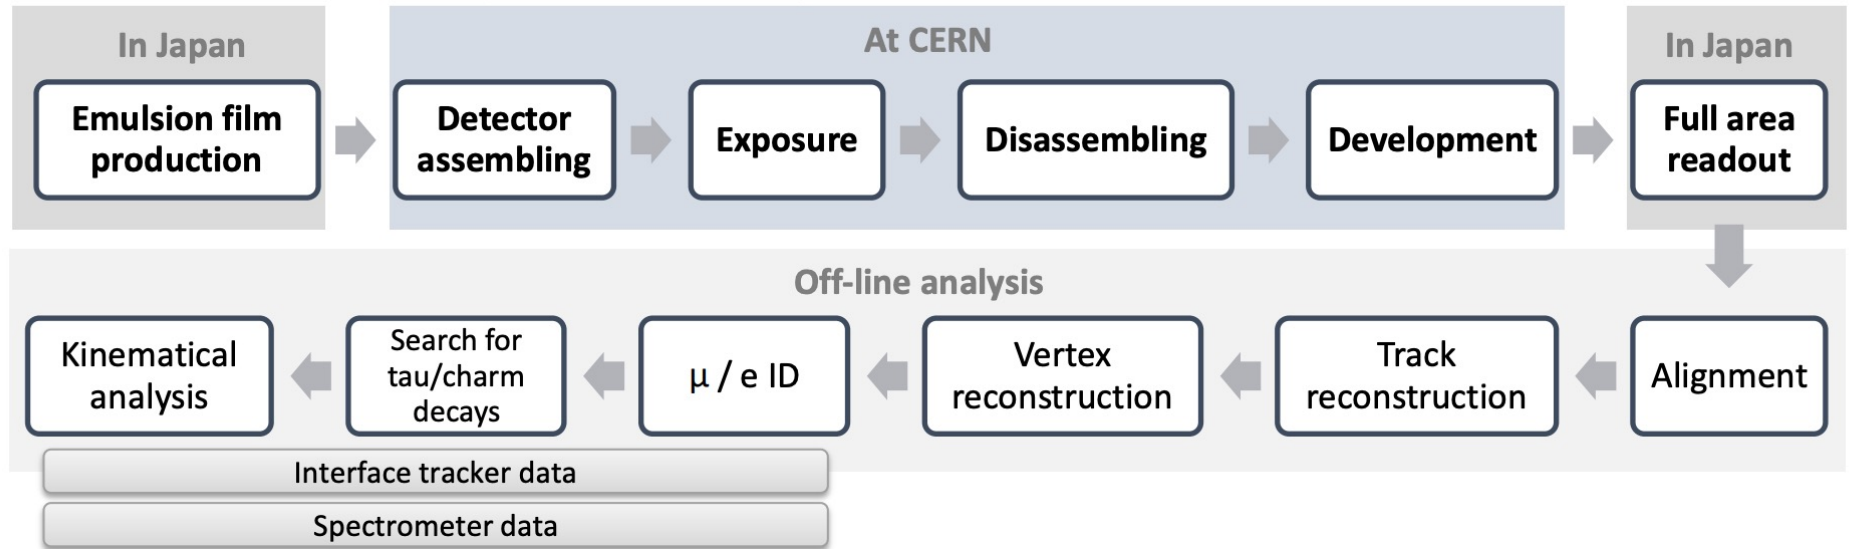 In Japan
At CERN
In Japan
Emulsion film
production
Detector
assembling
Exposure
Disassembling
Development
Full area
readout
Off-line analysis
Kinematical
analysis
Search for
tau/charm
decays
μ / e ID
Vertex
reconstruction
Track
reconstruction
Alignment
Interface tracker data
Spectrometer data